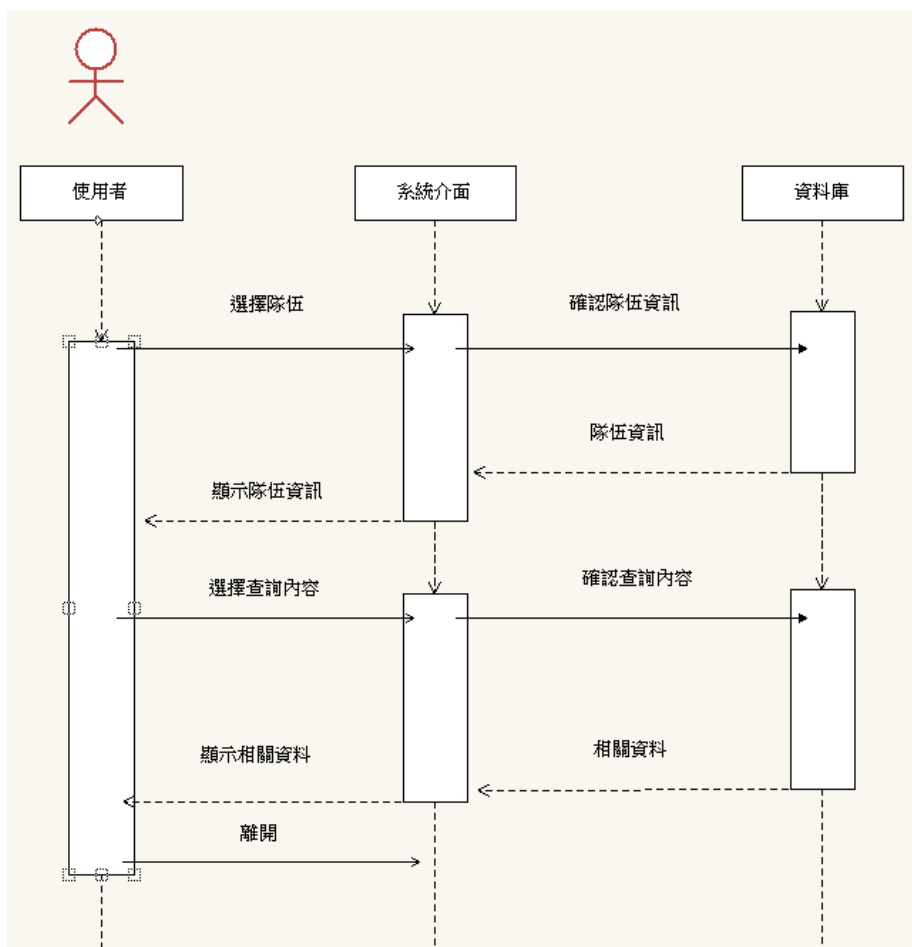 使用者
系統介面
資料庫
選擇隊伍
確認隊伍資訊
隊伍資訊
顯示隊伍資訊
選擇查詢內容
確認查詢內容
顯示相關資料
相關資料
離開